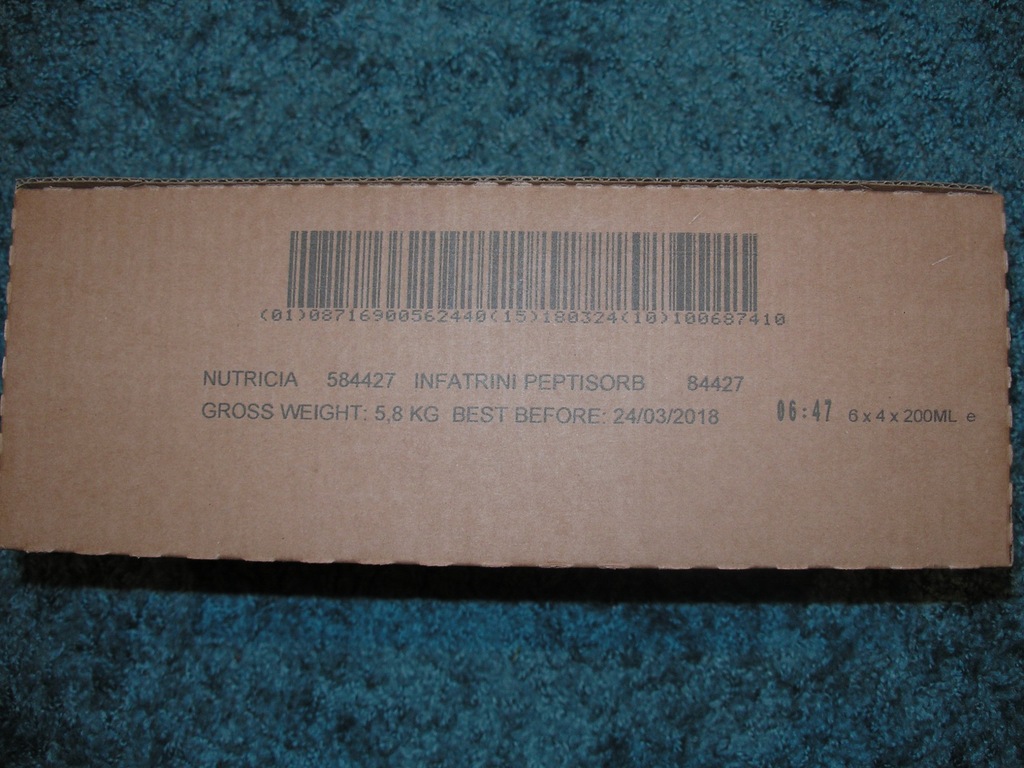 (01)08716900562440(15)180324(10)100687410
NUTRICIA 584427 INFATRINI PEPTISORB 84427
GROSS WEIGHT: 5,8 KG BEST BEFORE: 24/03/2018 06:47 6 x 4 x 200ML e